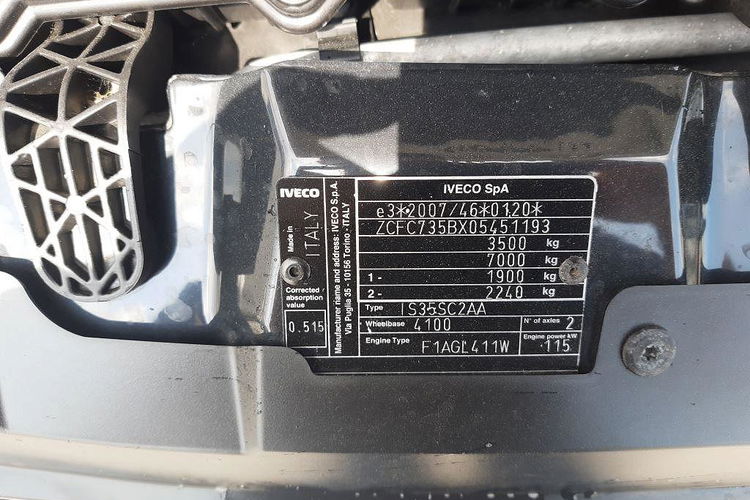 IVECO
Made in
ITALY
Corrected
absorption
value
0.515
Manufacturer name and address: IVECO S.p.A.
Via Puglia 35 - 10156 Torino - ITALY
IVECO SpA
e3*2007/46*0120*
ZCFC735BX05451193
3500 kg
7000 kg
1- 1900 kg
2- 2240 kg
Type IS35SC2AA
Wheelbase 4100 N° of axles 2
Engine Type F1AGL411W Engine power kW 115